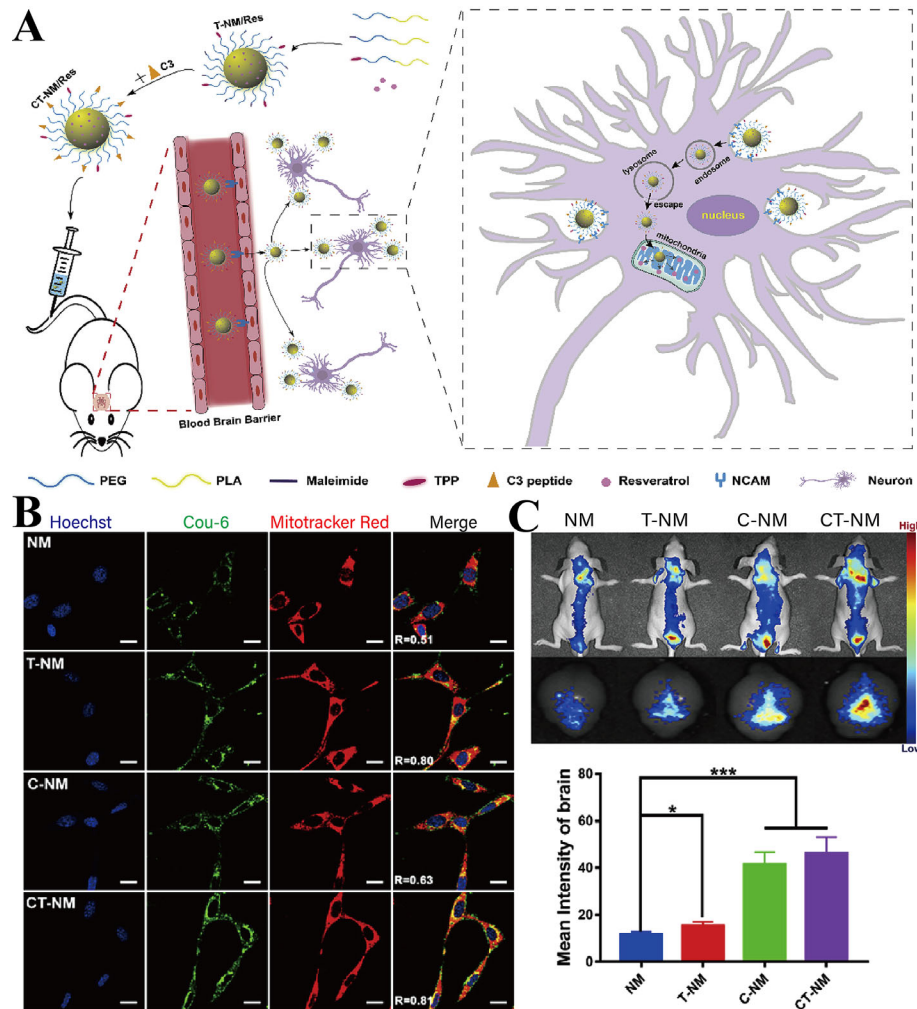 A
T-NM/Res
C3
CT-NM/Res
Blood Brain Barrier
lysosome
endosome
escape
nucleus
mitochondria
PEG
PLA
Maleimide
TPP
C3 peptide
Resveratrol
NCAM
Neuron
B
Hoechst
Cou-6
Mitotracker Red
Merge
NM
R=0.51
T-NM
R=0.80
C-NM
R=0.63
CT-NM
R=0.81
C
NM
T-NM
C-NM
CT-NM
High
Low
Mean Intensity of brain
80
60
40
20
0
*
***
NM
T-NM
C-NM
CT-NM